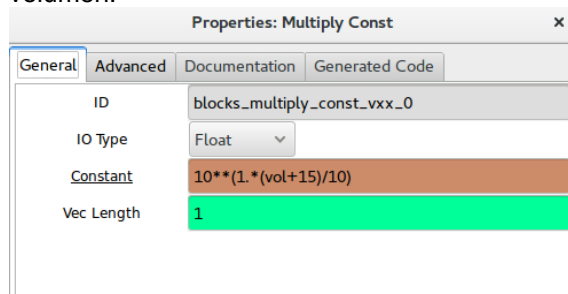 volumen.
Properties: Multiply Const ×
General Advanced Documentation Generated Code
ID blocks_multiply_const_vxx_0
IO Type Float
Constant 10**(1.*(vol+15)/10)
Vec Length 1